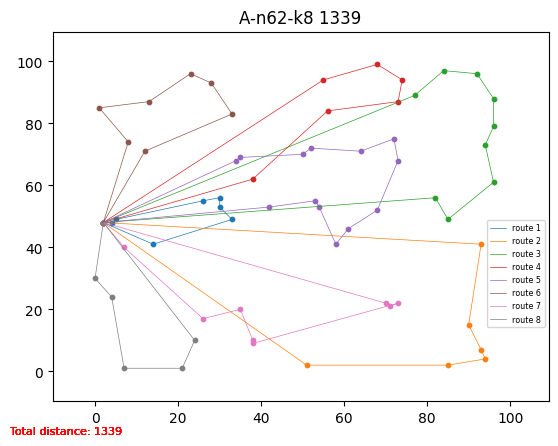 A-n62-k8 1339
100
80
60
40
20
0
0 20 40 60 80 100
route 1
route 2
route 3
route 4
route 5
route 6
route 7
route 8
Total distance: 1339